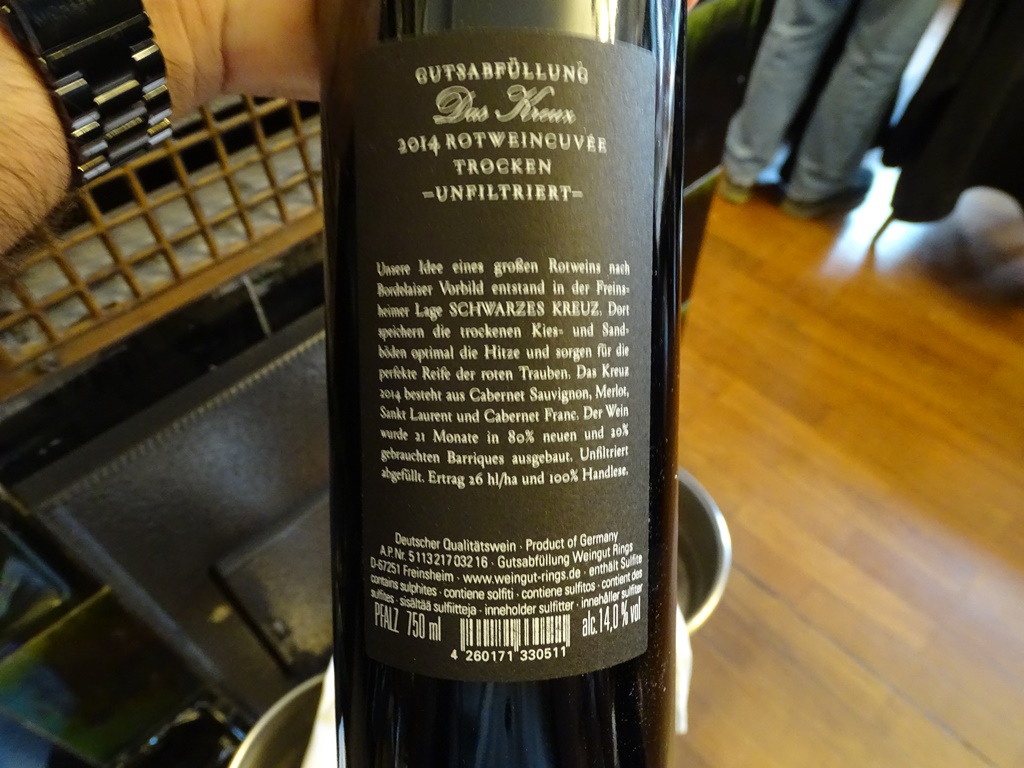 GUTSABFÜLLUNG
Das Kreuz
2014 ROTWEINCUVÉE
TROCKEN
-UNFILTRIERT-
Unsere Idee eines großen Rotweins nach
Bordelaiser Vorbild entstand in der Freins-
heimer Lage SCHWARZES KREUZ. Dort
speichern die trockenen Kies- und Sand-
böden optimal die Hitze und sorgen für die
perfekte Reife der roten Trauben. Das Kreuz
2014 besteht aus Cabernet Sauvignon, Merlot,
Sankt Laurent und Cabernet Franc. Der Wein
wurde 21 Monate in 80% neuen und 20%
gebrauchten Barriques ausgebaut. Unfiltriert
abgefüllt. Ertrag 26 hl/ha und 100% Handlese.
Deutscher Qualitätswein · Product of Germany
A.P.Nr. 5 113 217 032 16 · Gutsabfüllung Weingut Rings
D-67251 Freinsheim · www.weingut-rings.de · enthält Sulfite
contains sulphites · contiene solfiti · contiene sulfitos · contient des
sulfites · sisältää sulfiitteja · inneholder sulfitter · innehåller sulfiter
PFALZ 750 ml alc. 14,0 % vol
4 260171 330511